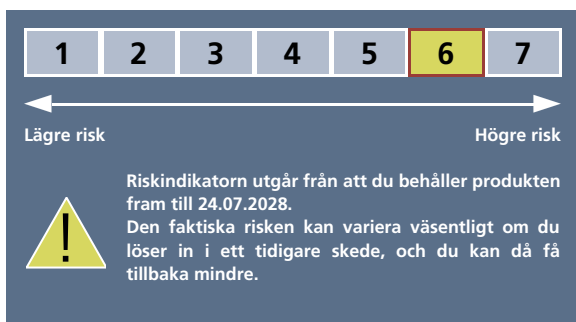 1 2 3 4 5 6 7
Lägre risk Högre risk
Riskindikatorn utgår från att du behåller produkten
fram till 24.07.2028.
Den faktiska risken kan variera väsentligt om du
löser in i ett tidigare skede, och du kan då få
tillbaka mindre.